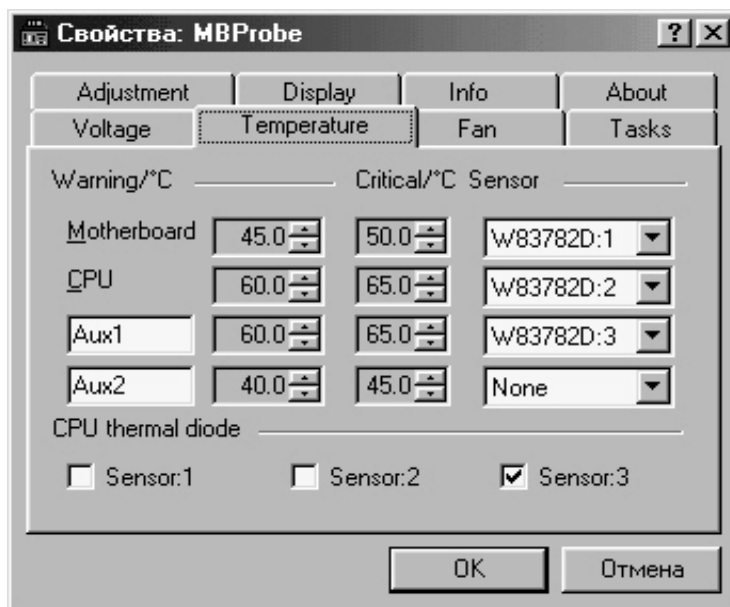 Свойства: MBProbe ? X
Adjustment Display Info About
Voltage Temperature Fan Tasks
Warning/°C Critical/°C Sensor
Motherboard 45.0 50.0 W83782D:1
CPU 60.0 65.0 W83782D:2
Aux1 60.0 65.0 W83782D:3
Aux2 40.0 45.0 None
CPU thermal diode
Sensor:1 Sensor:2 Sensor:3
OK Отмена